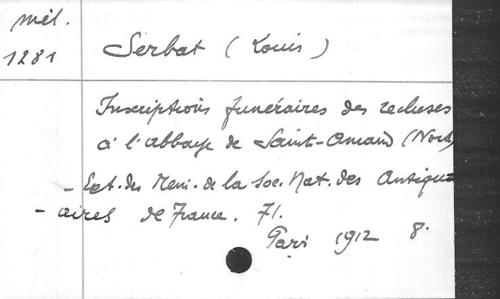 mél.
1281
Serbat (Louis)
Inscriptions funéraires des recluses
à l'abbaye de Saint-Amand (Nord)
- Ext. des Mem. de la Soc. Nat. des Antiqu-
- aires de France. 71.
Paris 1912 8.